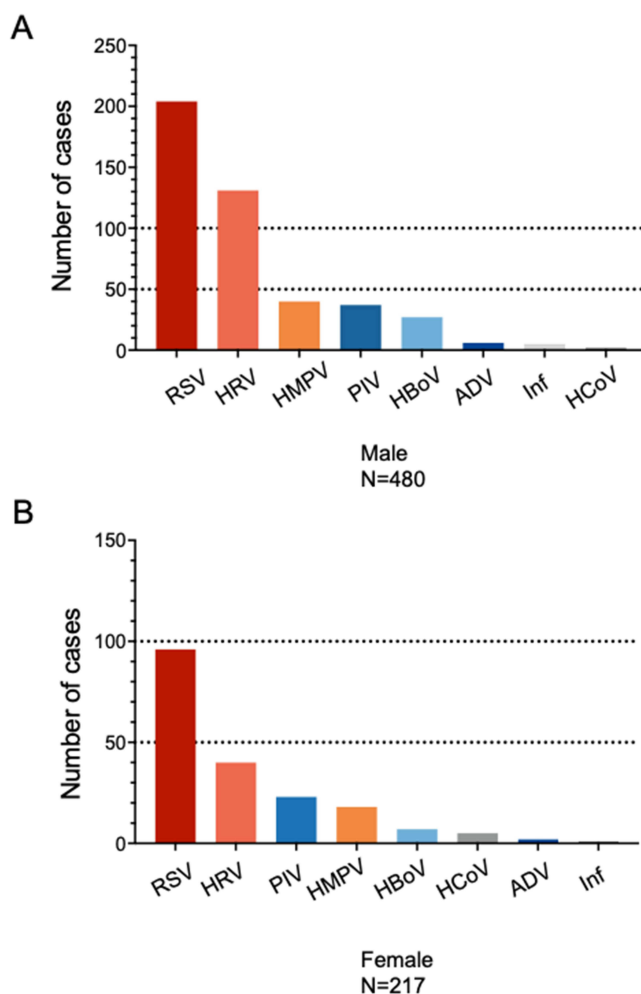 A
Number of cases
250
200
150
100
50
0
RSV HRV HMPV PIV HBoV ADV Inf HCoV
Male
N=480
B
Number of cases
150
100
50
0
RSV HRV PIV HMPV HBoV HCoV ADV Inf
Female
N=217